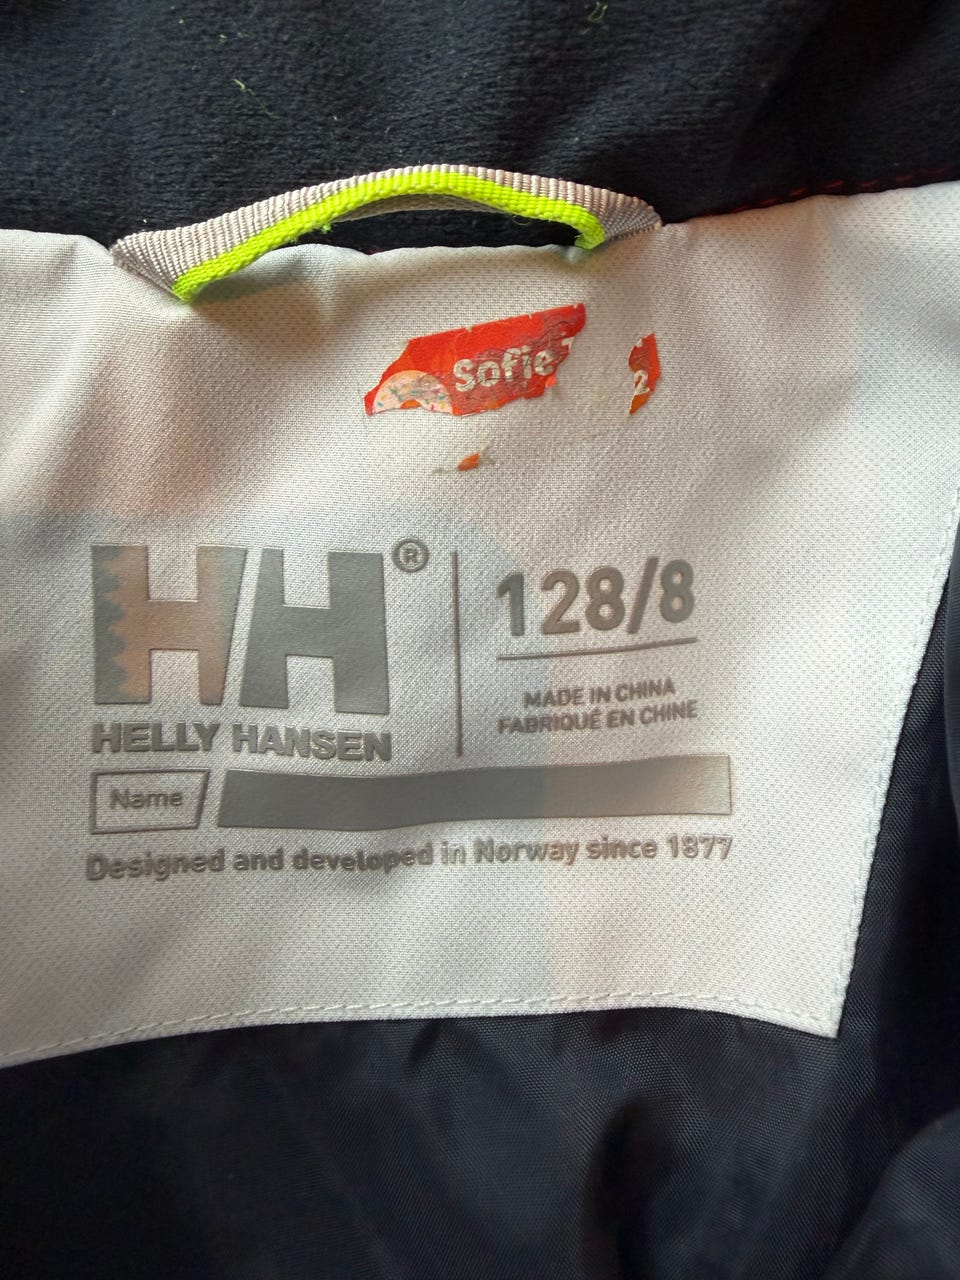 Sofie
2
HH®
HELLY HANSEN
128/8
MADE IN CHINA
FABRIQUÉ EN CHINE
Name
Designed and developed in Norway since 1877